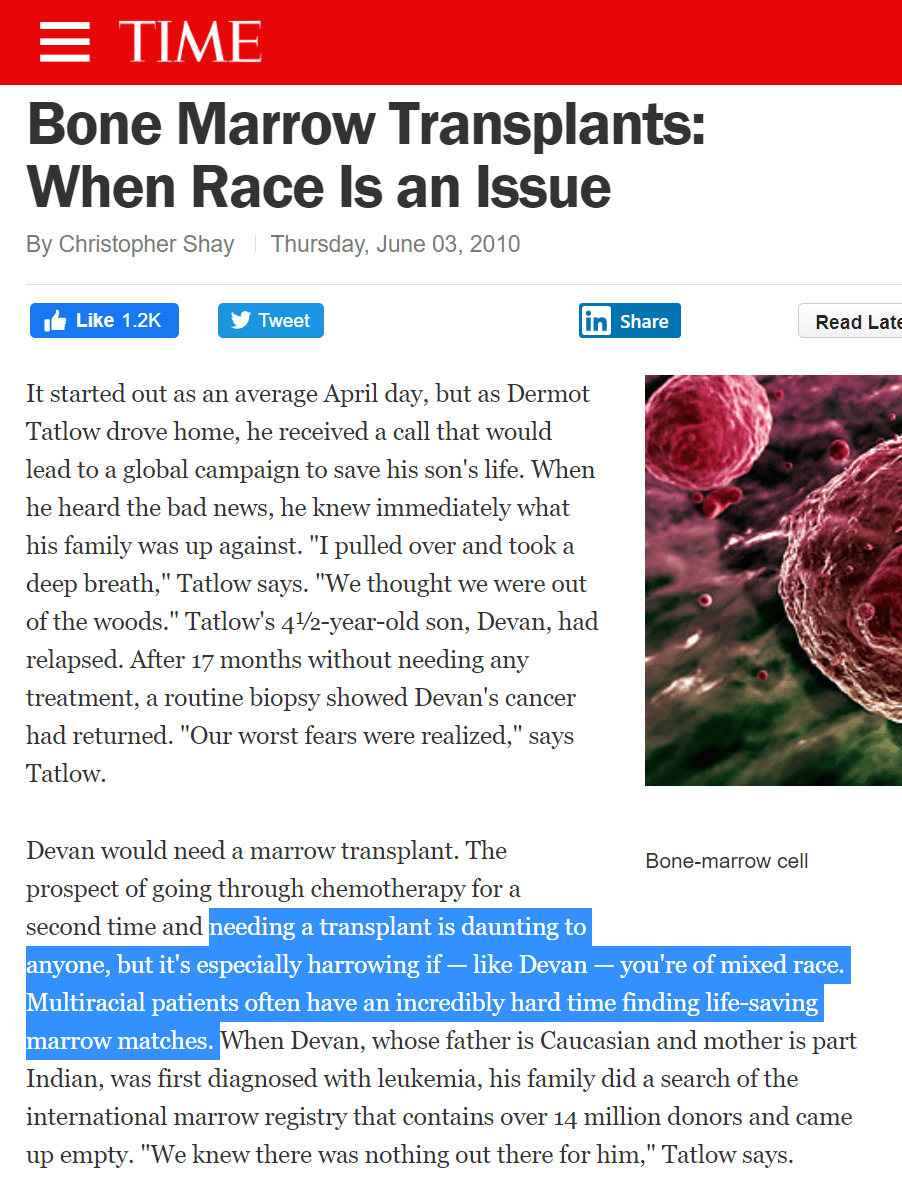 TIME
Bone Marrow Transplants:
When Race Is an Issue
By Christopher Shay
Thursday, June 03, 2010
Like 1.2K
Tweet
in Share
Read Late
It started out as an average April day, but as Dermot
Tatlow drove home, he received a call that would
lead to a global campaign to save his son's life. When
he heard the bad news, he knew immediately what
his family was up against. "I pulled over and took a
deep breath," Tatlow says. "We thought we were out
of the woods." Tatlow's 4½-year-old son, Devan, had
relapsed. After 17 months without needing any
treatment, a routine biopsy showed Devan's cancer
had returned. "Our worst fears were realized," says
Tatlow.
Bone-marrow cell
Devan would need a marrow transplant. The
prospect of going through chemotherapy for a
second time and needing a transplant is daunting to
anyone, but it's especially harrowing if — like Devan — you're of mixed race.
Multiracial patients often have an incredibly hard time finding life-saving
marrow matches. When Devan, whose father is Caucasian and mother is part
Indian, was first diagnosed with leukemia, his family did a search of the
international marrow registry that contains over 14 million donors and came
up empty. "We knew there was nothing out there for him," Tatlow says.